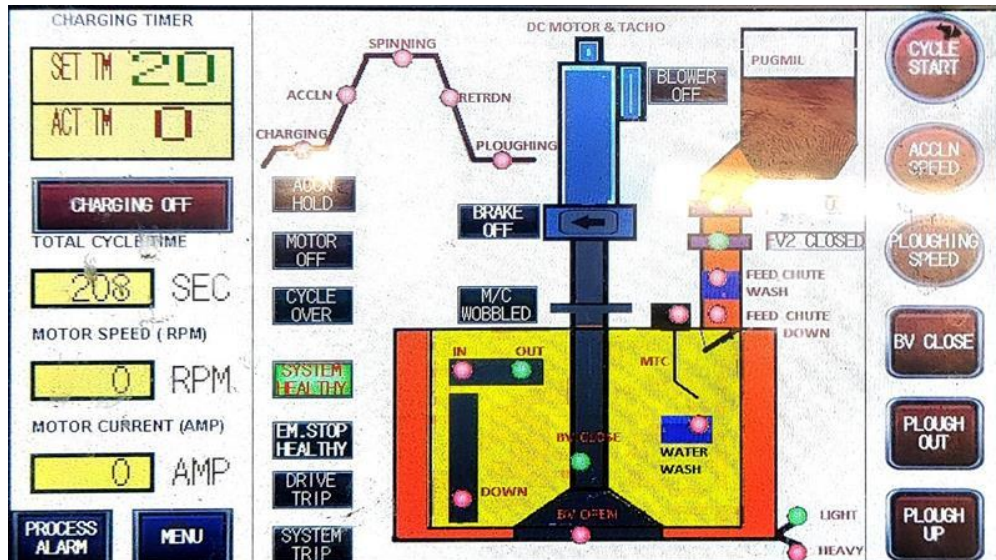 CHARGING TIMER
SET TM 20
ACT TM 0
CHARGING OFF
TOTAL CYCLE TIME
208 SEC
MOTOR SPEED ( RPM)
0 RPM
MOTOR CURRENT (AMP)
0 AMP
PROCESS
ALARM
MENU
SPINNING
ACCLN
RETRDN
CHARGING
PLOUGHING
ACCN
HOLD
MOTOR
OFF
CYCLE
OVER
SYSTEM
HEALTHY
EM.STOP
HEALTHY
DRIVE
TRIP
SYSTEM
TRIP
DC MOTOR & TACHO
BLOWER
OFF
BRAKE
OFF
M/C
WOBBLED
PUGMIL
FV2 CLOSED
FEED CHUTE
WASH
FEED CHUTE
DOWN
MTC
IN OUT
DOWN
WATER
WASH
BV CLOSE
BV OPEN
LIGHT
HEAVY
CYCLE
START
ACCLN
SPEED
PLOUGHING
SPEED
BV CLOSE
PLOUGH
OUT
PLOUGH
UP